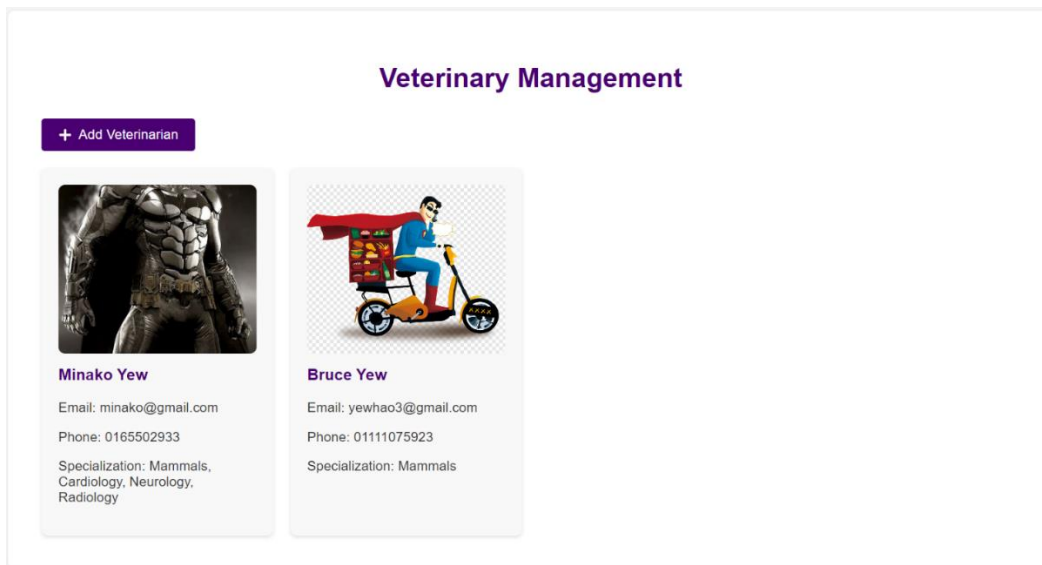 Veterinary Management
+ Add Veterinarian
Minako Yew
Email: minako@gmail.com
Phone: 0165502933
Specialization: Mammals,
Cardiology, Neurology,
Radiology
Bruce Yew
Email: yewhao3@gmail.com
Phone: 01111075923
Specialization: Mammals